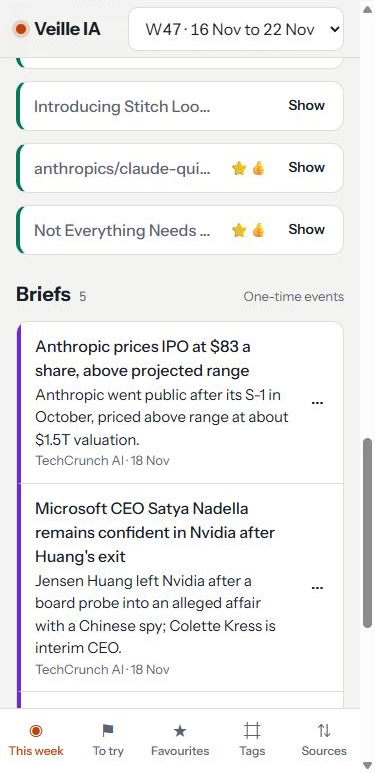 Veille IA
W47 · 16 Nov to 22 Nov
Introducing Stitch Loo...
Show
anthropics/claude-qui...
Show
Not Everything Needs ...
Show
Briefs 5
One-time events
Anthropic prices IPO at $83 a
share, above projected range
Anthropic went public after its S-1 in
October, priced above range at about
$1.5T valuation.
TechCrunch AI · 18 Nov
...
Microsoft CEO Satya Nadella
remains confident in Nvidia after
Huang's exit
Jensen Huang left Nvidia after a
board probe into an alleged affair
with a Chinese spy; Colette Kress is
interim CEO.
TechCrunch AI · 18 Nov
...
This week
To try
Favourites
Tags
Sources